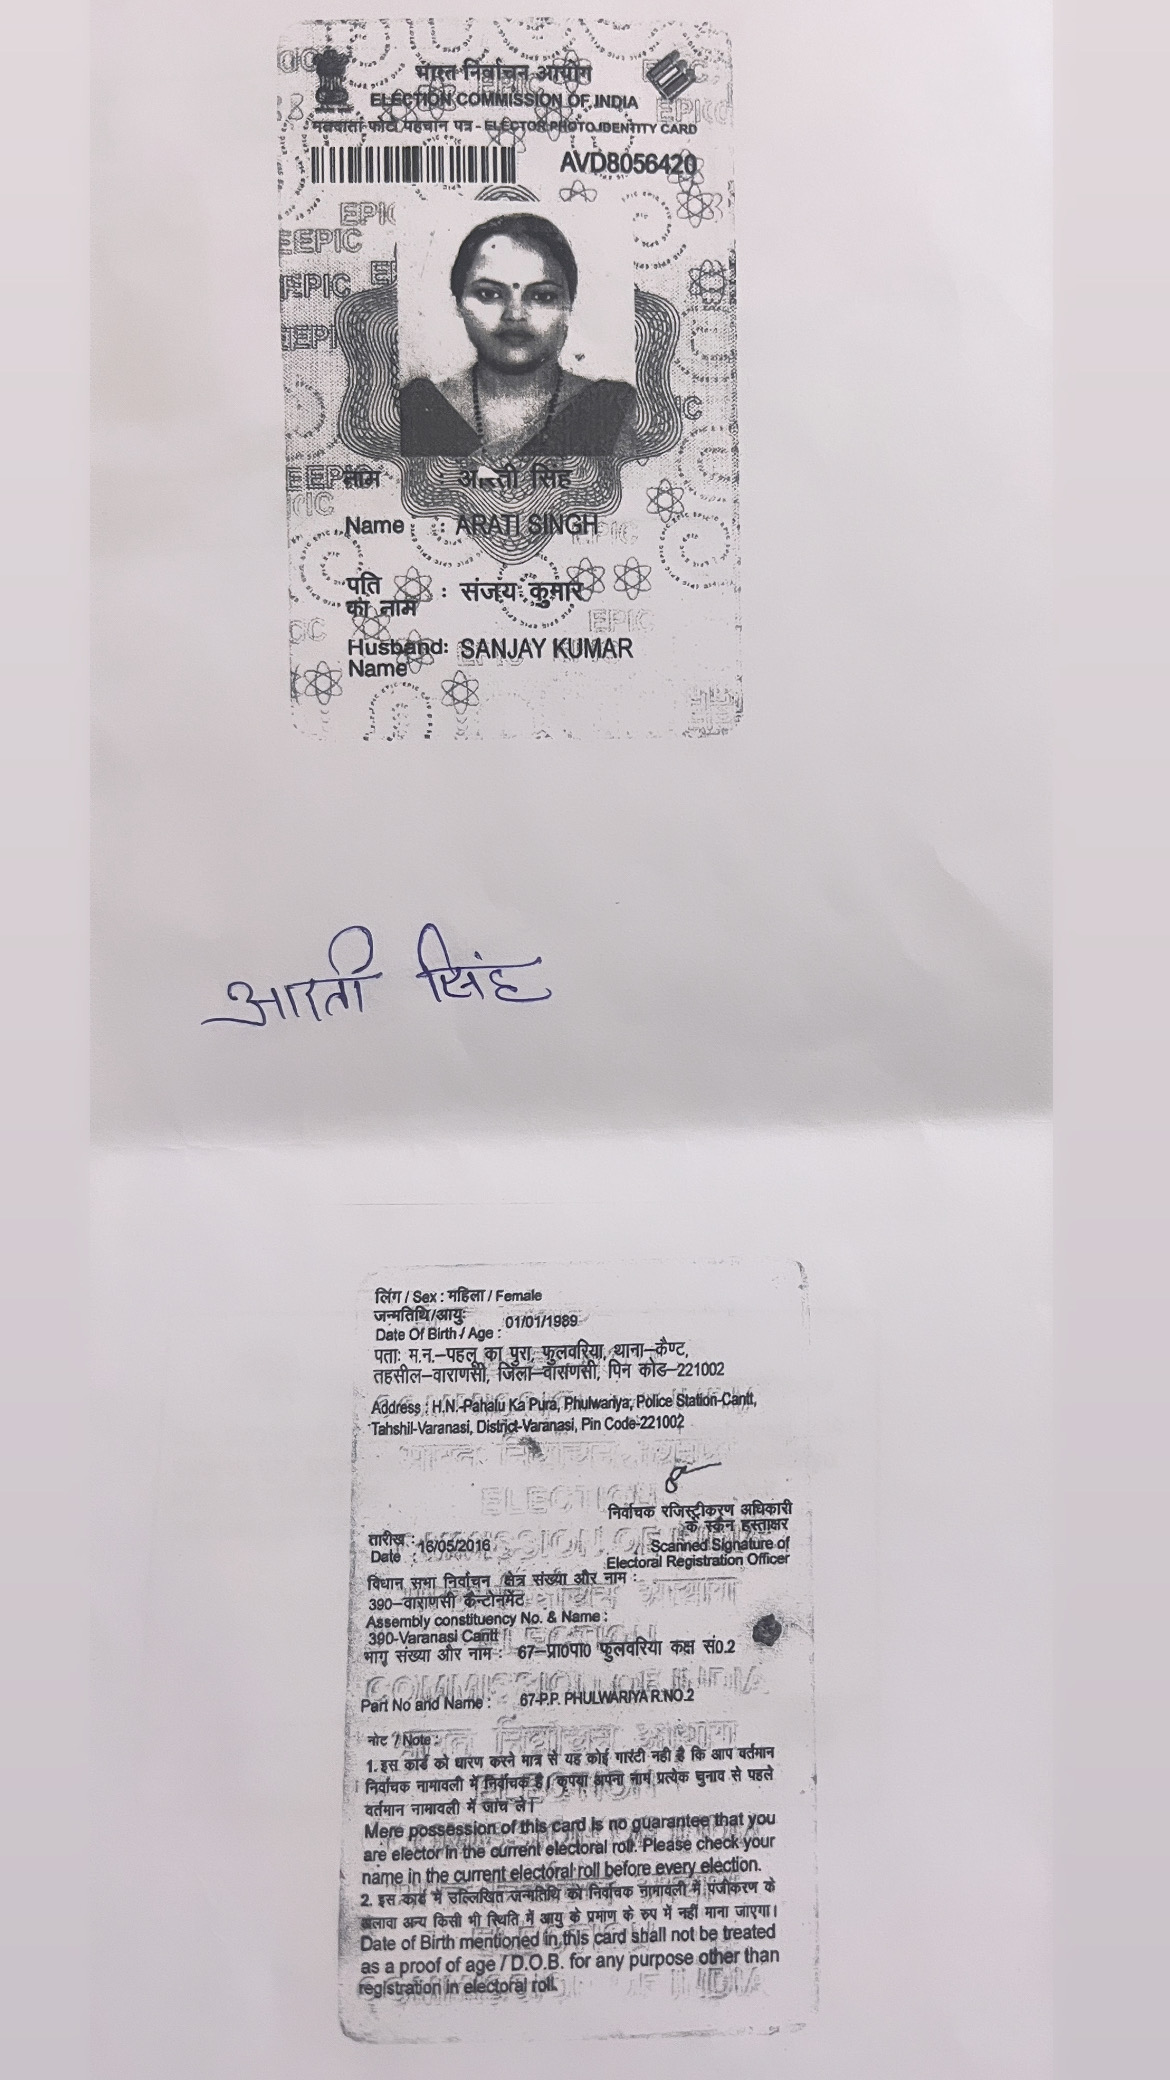 भारत निर्वाचन आयोग
ELECTION COMMISSION OF INDIA
मतदाता फोटो पहचान पत्र - ELECTOR PHOTO IDENTITY CARD
AVD8056420
नाम : आरती सिंह
Name : ARATI SINGH
पति
का नाम : संजय कुमार
Husband: SANJAY KUMAR
Name
आरती सिंह
लिंग / Sex : महिला / Female
जन्मतिथि/आयुः
Date Of Birth / Age : 01/01/1989
पताः म.न.–पहलू का पुरा, फुलवरिया, थाना–कैण्ट,
तहसील–वाराणसी, जिला–वाराणसी, पिन कोड–221002
Address : H.N.-Pahalu Ka Pura, Phulwariya, Police Station-Cantt,
Tahshil-Varanasi, District-Varanasi, Pin Code-221002
निर्वाचक रजिस्ट्रीकरण अधिकारी
के स्कैन हस्ताक्षर
Scanned Signature of
Electoral Registration Officer
तारीख :
Date : 16/05/2016
विधान सभा निर्वाचन क्षेत्र संख्या और नाम :
390–वाराणसी कैन्टोनमेंट
Assembly constituency No. & Name :
390-Varanasi Cantt
भाग संख्या और नाम : 67–प्रा0पा0 फुलवरिया कक्ष सं0.2
Part No and Name : 67-P.P. PHULWARIYA R.NO.2
नोट / Note :
1. इस कार्ड को धारण करने मात्र से यह कोई गारंटी नही है कि आप वर्तमान
निर्वाचक नामावली में निर्वाचक है। कृपया अपना नाम प्रत्येक चुनाव से पहले
वर्तमान नामावली में जांच ले।
Mere possession of this card is no guarantee that you
are elector in the current electoral roll. Please check your
name in the current electoral roll before every election.
2. इस कार्ड में उल्लिखित जन्मतिथि को निर्वाचक नामावली में पंजीकरण के
अलावा अन्य किसी भी स्थिति में आयु के प्रमाण के रुप में नहीं माना जाएगा।
Date of Birth mentioned in this card shall not be treated
as a proof of age / D.O.B. for any purpose other than
registration in electoral roll.